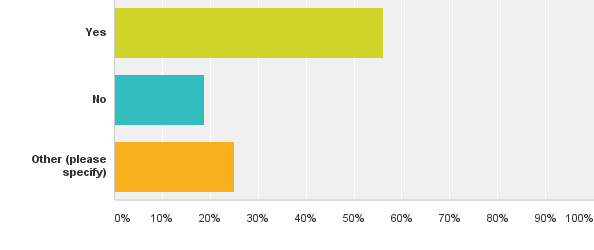 Yes
No
Other (please
specify)
0% 10% 20% 30% 40% 50% 60% 70% 80% 90% 100%